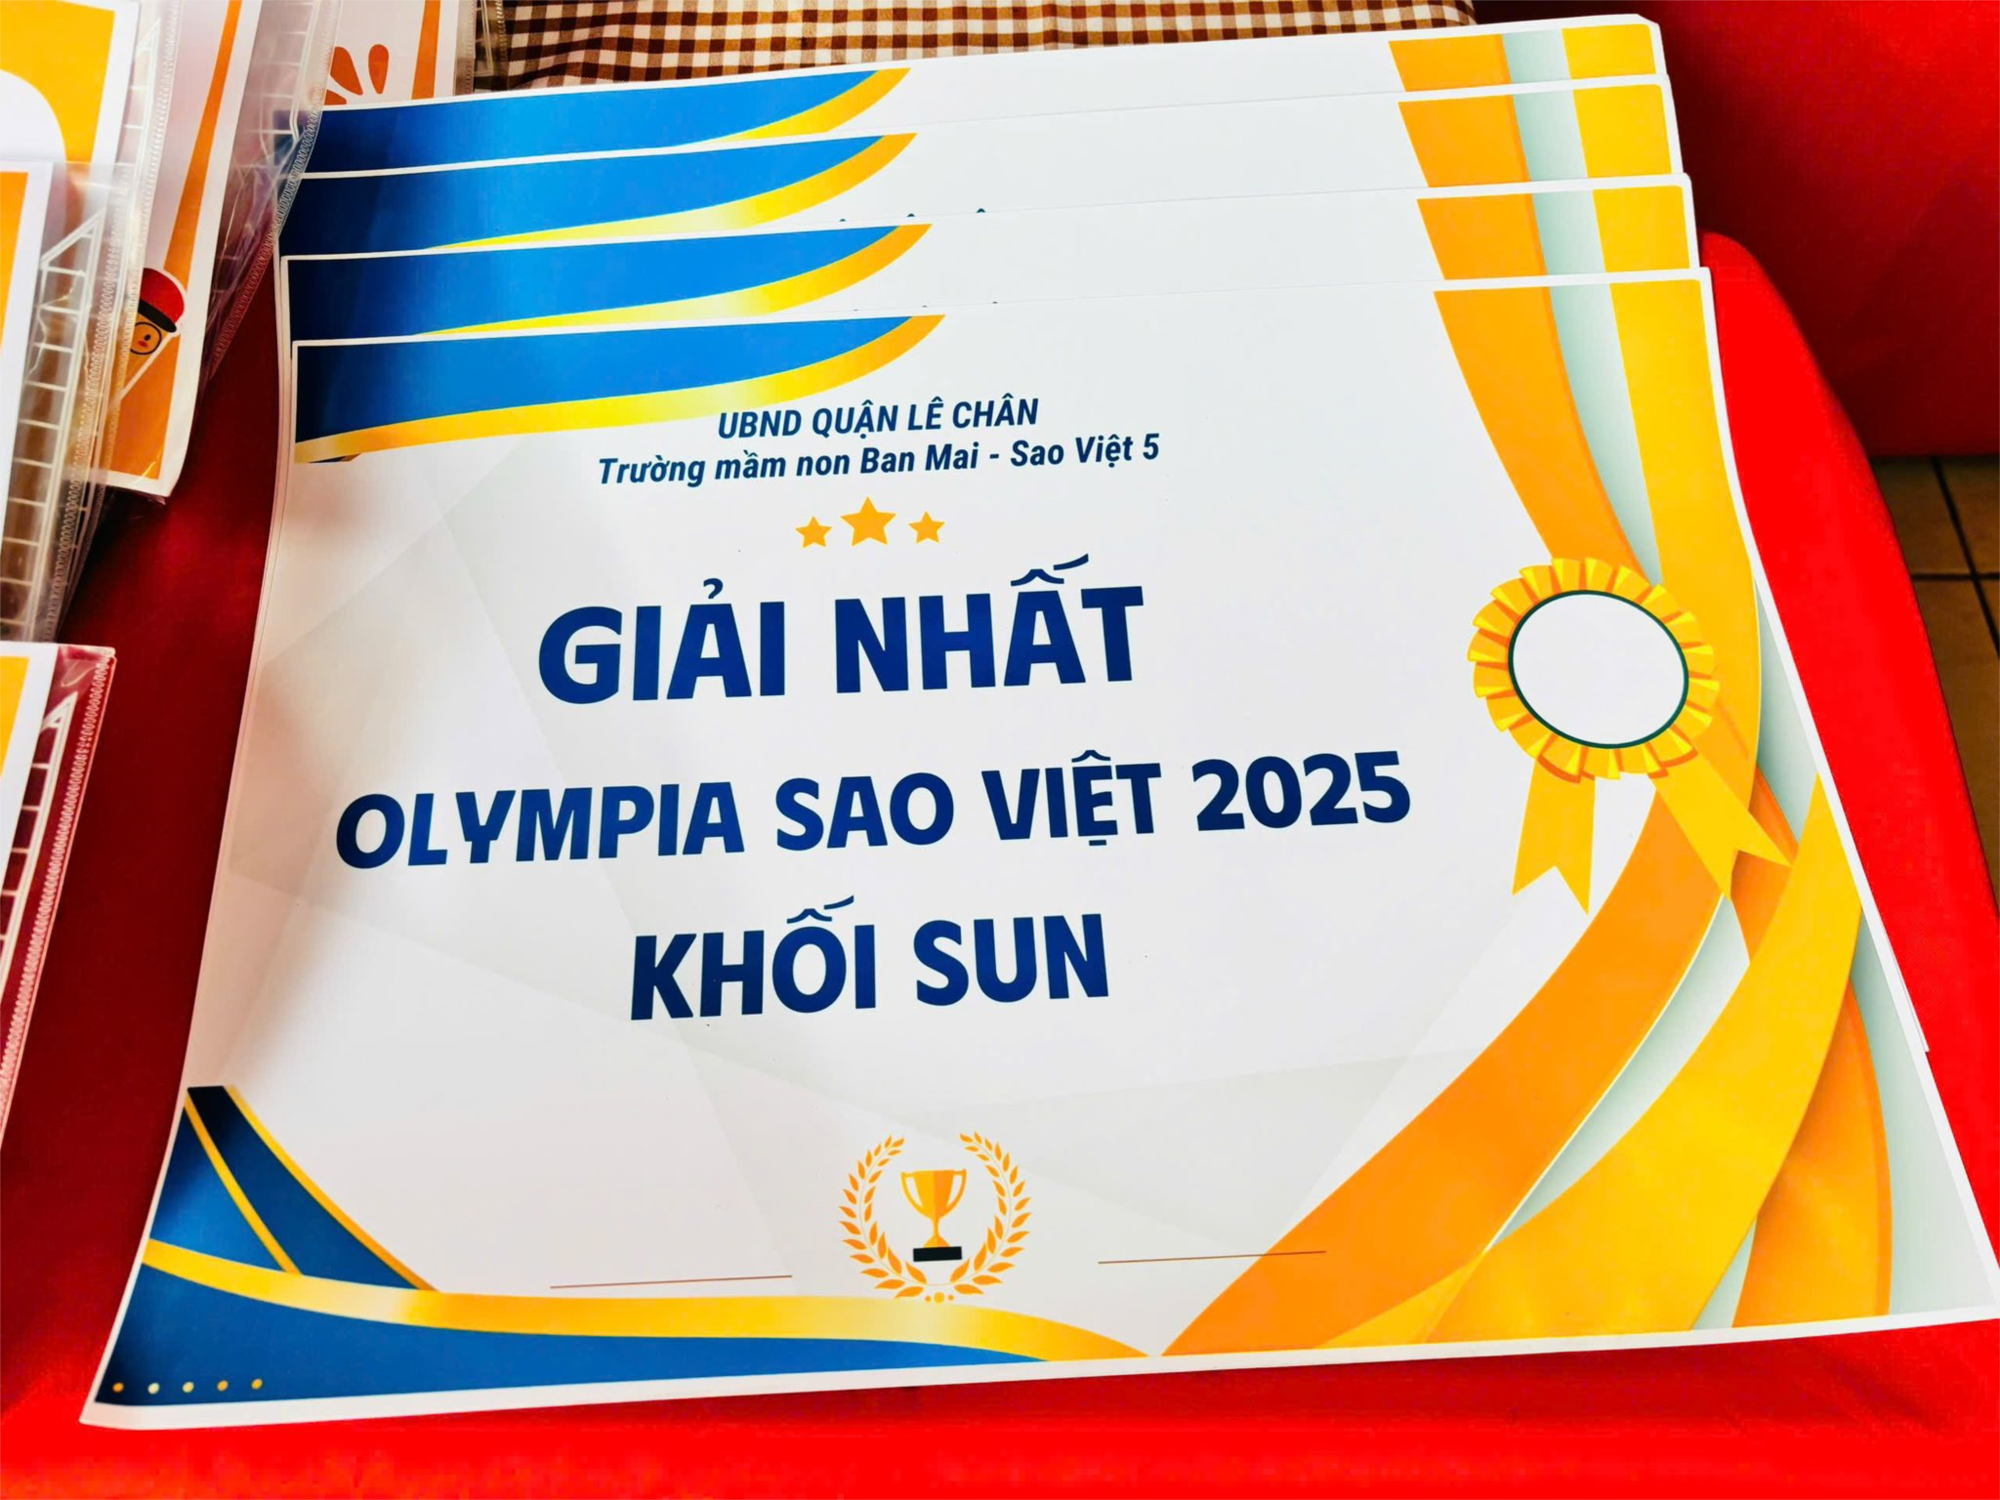 UBND QUẬN LÊ CHÂN
Trường mầm non Ban Mai - Sao Việt 5
GIẢI NHẤT
OLYMPIA SAO VIỆT 2025
KHỐI SUN